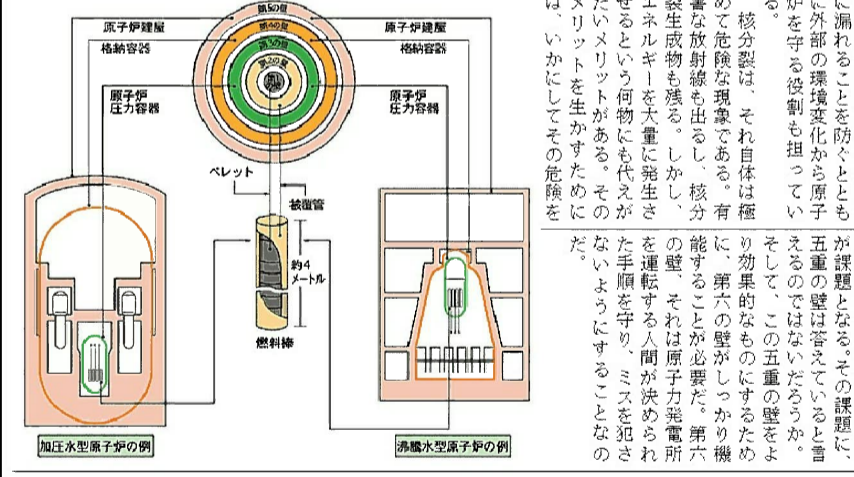 に漏れることを防ぐととも
に外部の環境変化から原子
炉を守る役割も担ってい
る。
核分裂は、それ自体は極
めて危険な現象である。有
害な放射線も出るし、核分
裂生成物も残る。しかし、
エネルギーを大量に発生さ
せるという何物にも代えが
たいメリットがある。その
メリットを生かすために
は、いかにしてその危険を
が課題となる。その課題に、
五重の壁は答えていると言
えるのではないだろうか。
そして、この五重の壁をよ
り効果的なものにするため
に、第六の壁がしっかり機
能することが必要だ。第六
の壁、それは原子力発電所
を運転する人間が決められ
た手順を守り、ミスを犯さ
ないようにすることなの
だ。
第5の壁
第4の壁
第3の壁
第2の壁
原子炉建屋
格納容器
原子炉
圧力容器
原子炉建屋
格納容器
原子炉
圧力容器
ペレット
被覆管
約4
メートル
燃料棒
加圧水型原子炉の例
沸騰水型原子炉の例